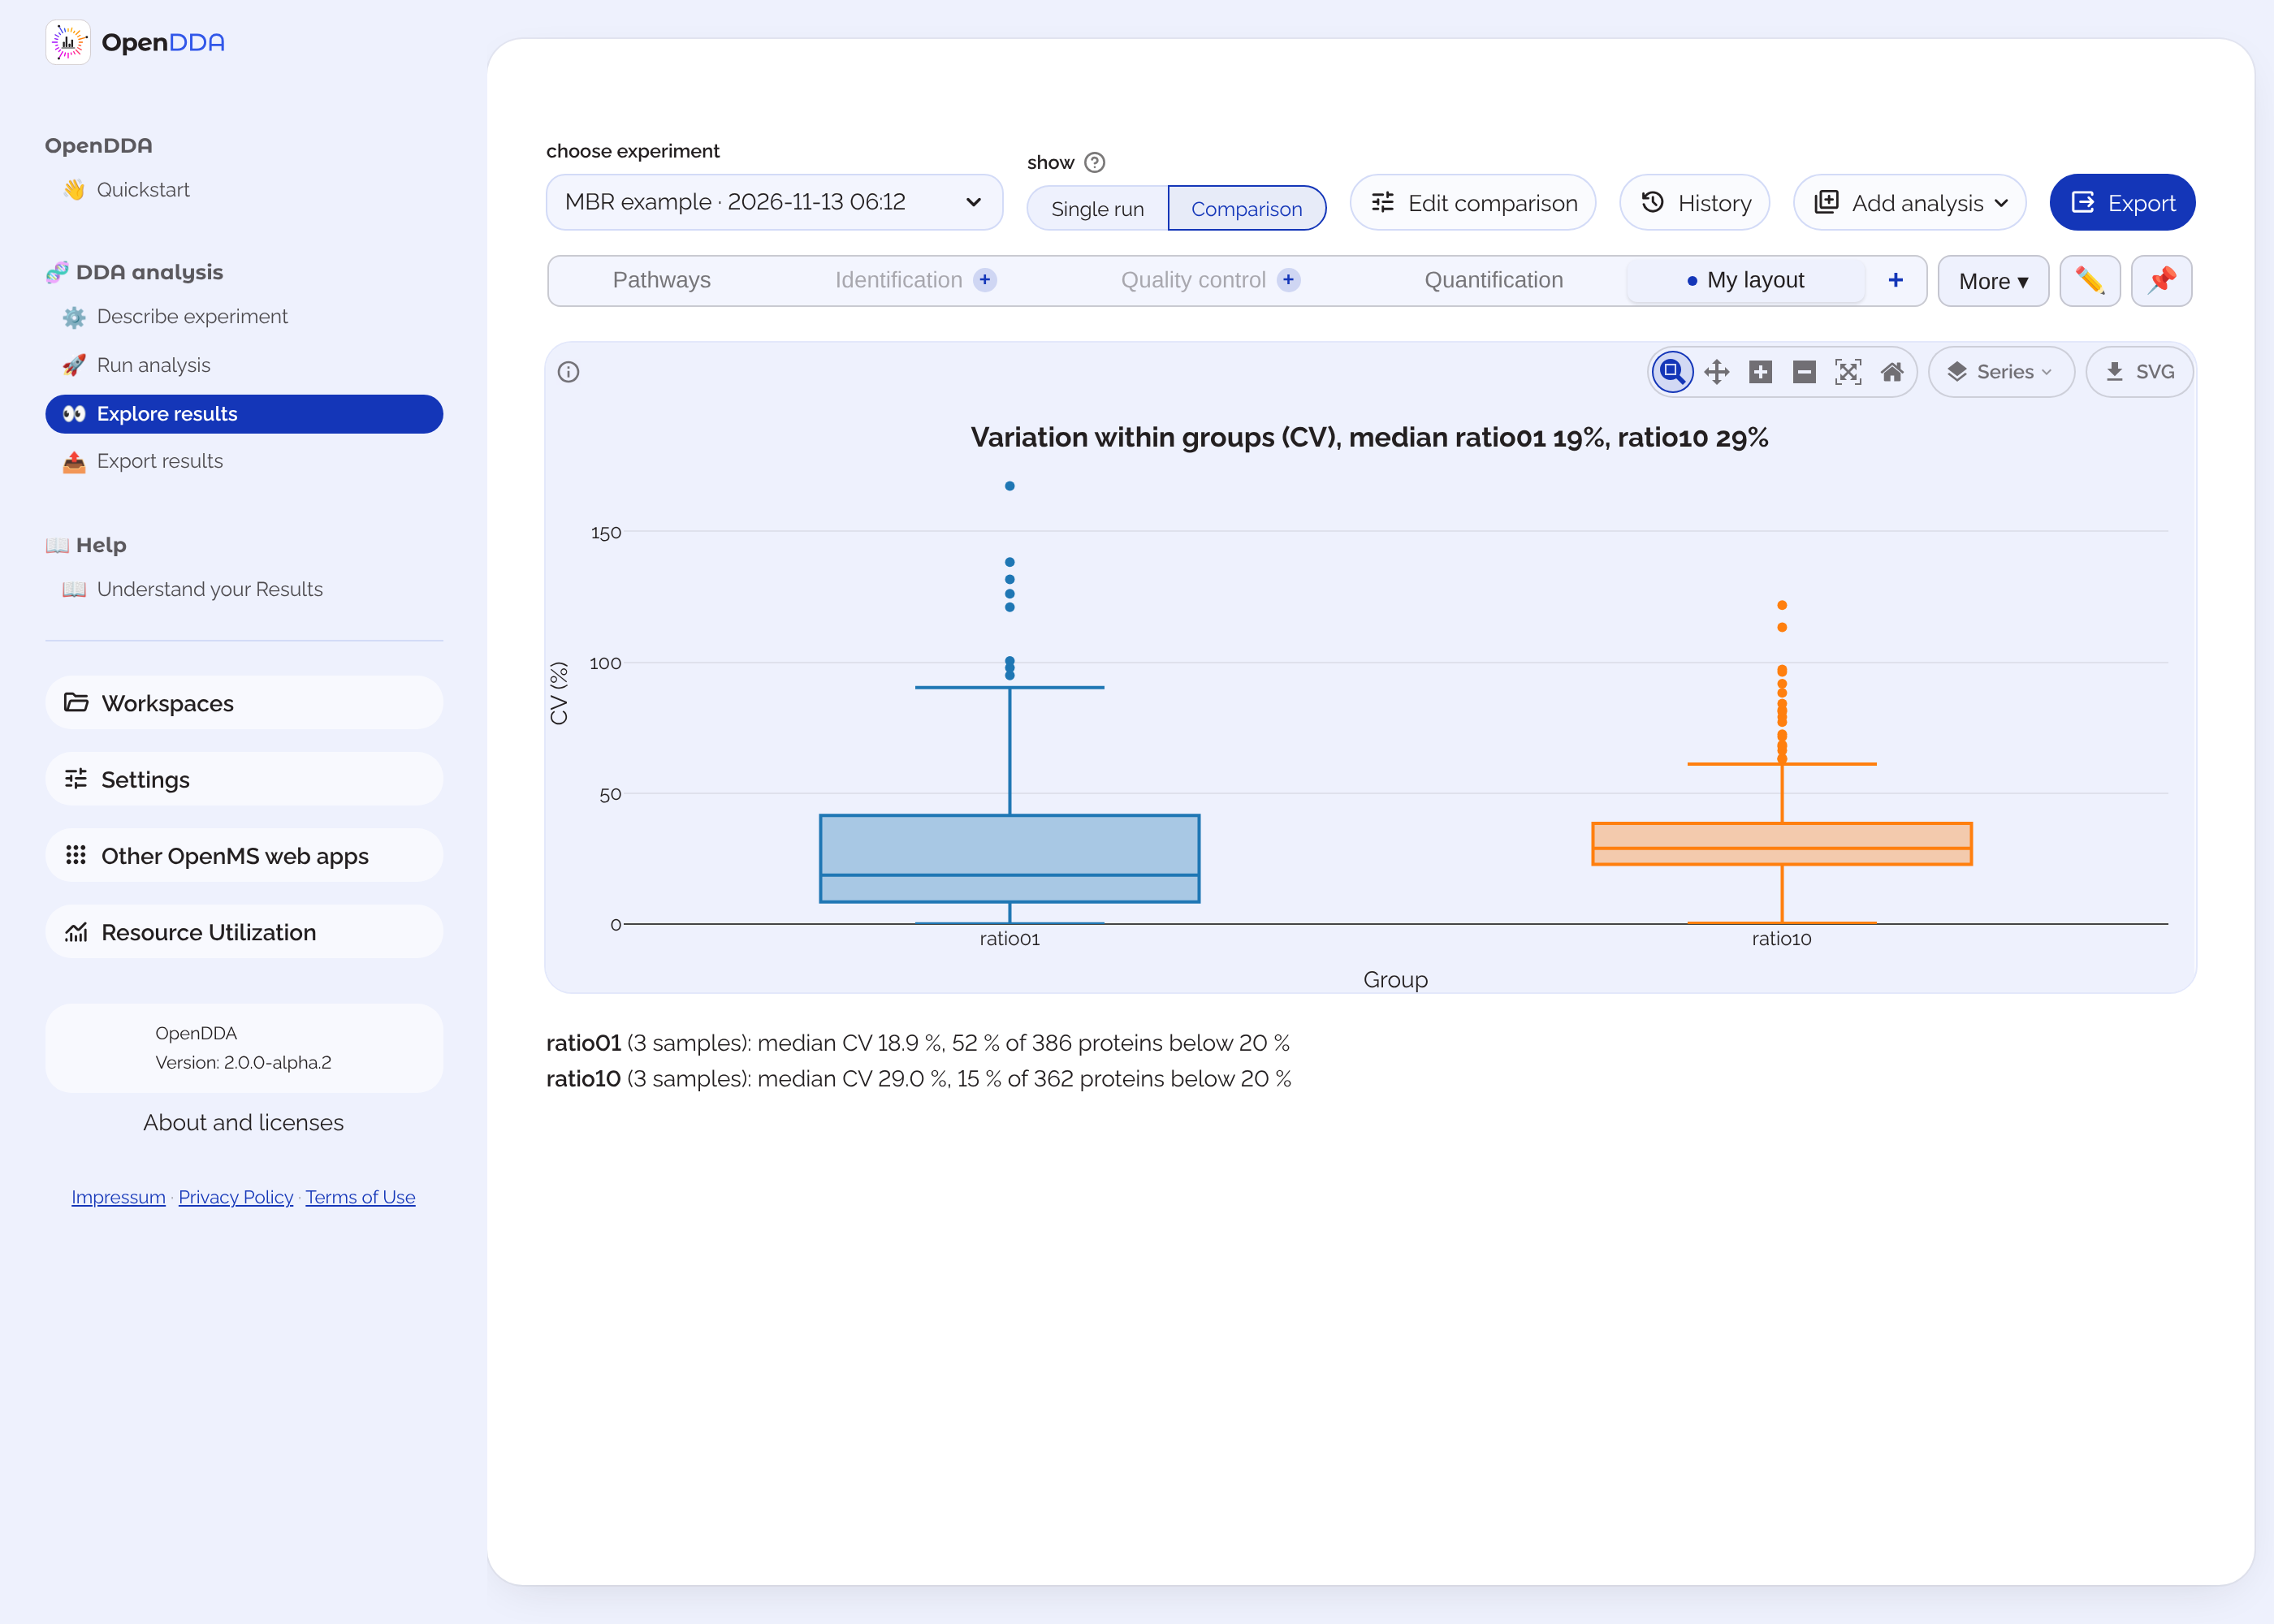 OpenDDA
OpenDDA
Quickstart
DDA analysis
Describe experiment
Run analysis
Explore results
Export results
Help
Understand your Results
Workspaces
Settings
Other OpenMS web apps
Resource Utilization
OpenDDA
Version: 2.0.0-alpha.2
About and licenses
Impressum · Privacy Policy · Terms of Use
choose experiment
MBR example · 2026-11-13 06:12
show
Single run
Comparison
Edit comparison
History
Add analysis
Export
Pathways
Identification +
Quality control +
Quantification
• My layout
+
More ▾
Series
SVG
Variation within groups (CV), median ratio01 19%, ratio10 29%
CV (%)
150
100
50
0
ratio01
ratio10
Group
ratio01 (3 samples): median CV 18.9 %, 52 % of 386 proteins below 20 %
ratio10 (3 samples): median CV 29.0 %, 15 % of 362 proteins below 20 %